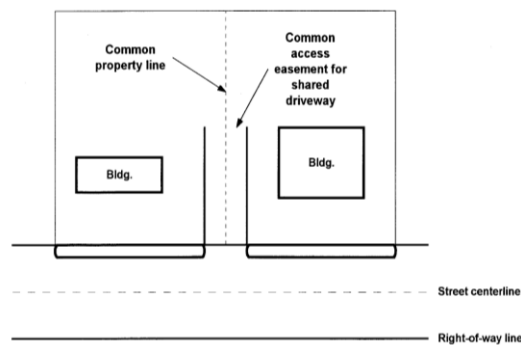 Common
property line
Common
access
easement for
shared
driveway
Bldg.
Bldg.
Street centerline
Right-of-way line